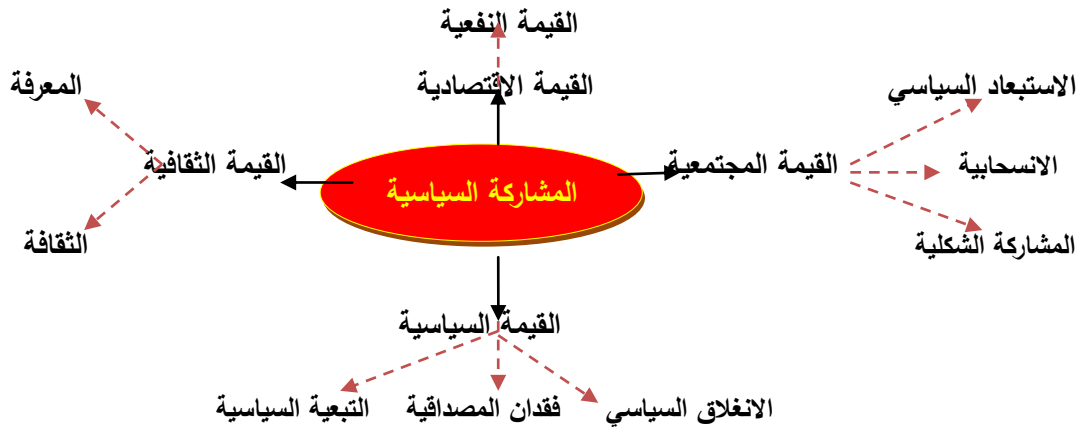 القيمة النفعية
الاستبعاد السياسي
القيمة الاقتصادية
المعرفة
الانسحابية
القيمة المجتمعية
القيمة الثقافية
المشاركة السياسية
المشاركة الشكلية
الثقافة
القيمة السياسية
الانغلاق السياسي
فقدان المصداقية
التبعية السياسية